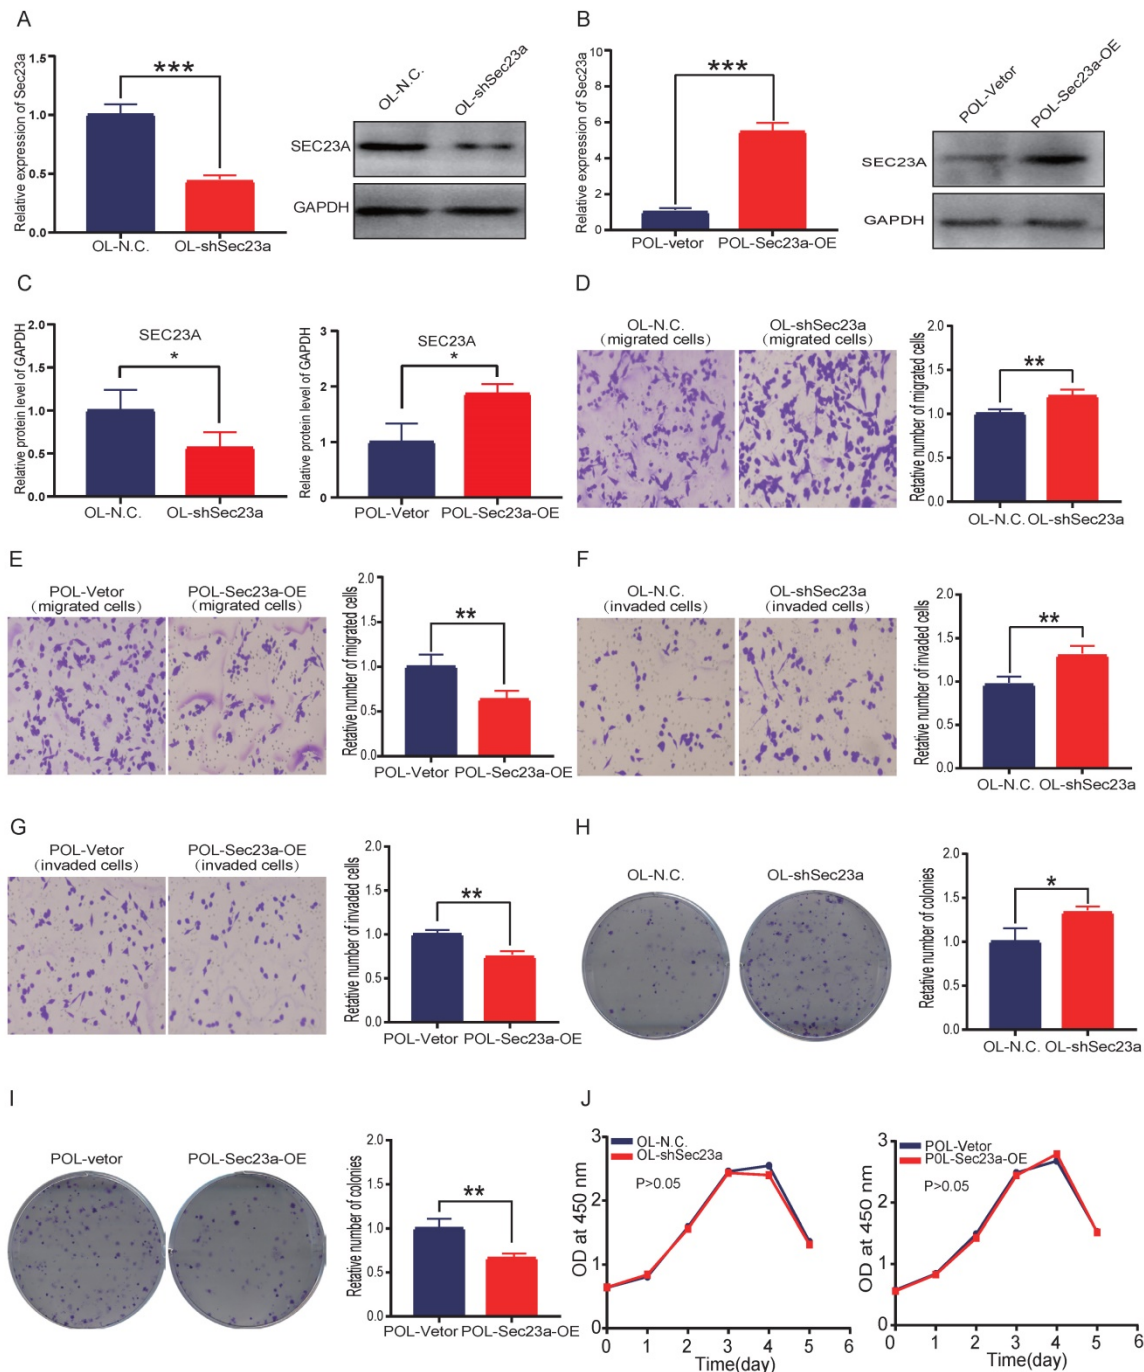 A
Relative expression of Sec23a
1.5
1.0
0.5
0.0
***
OL-N.C.
OL-shSec23a
OL-N.C.
OL-shSec23a
SEC23A
GAPDH
B
Relative expression of Sec23a
10
8
6
4
2
0
***
POL-vetor
POL-Sec23a-OE
POL-Vetor
POL-Sec23a-OE
SEC23A
GAPDH
C
Relative protein level of GAPDH
2.0
1.5
1.0
0.5
0.0
SEC23A
*
OL-N.C.
OL-shSec23a
Relative protein level of GAPDH
3
2
1
0
SEC23A
*
POL-Vetor
POL-Sec23a-OE
D
OL-N.C.
(migrated cells)
OL-shSec23a
(migrated cells)
Retative number of migrated cells
2.0
1.5
1.0
0.5
0.0
**
OL-N.C.
OL-shSec23a
E
POL-Vetor
(migrated cells)
POL-Sec23a-OE
(migrated cells)
Retative number of migrated cells
2.0
1.5
1.0
0.5
0.0
**
POL-Vetor
POL-Sec23a-OE
F
OL-N.C.
(invaded cells)
OL-shSec23a
(invaded cells)
Retative number of invaded cells
2.0
1.5
1.0
0.5
0.0
**
OL-N.C.
OL-shSec23a
G
POL-Vetor
(invaded cells)
POL-Sec23a-OE
(invaded cells)
Retative number of invaded cells
2.0
1.5
1.0
0.5
0.0
**
POL-Vetor
POL-Sec23a-OE
H
OL-N.C.
OL-shSec23a
Retative number of colonies
2.0
1.5
1.0
0.5
0.0
*
OL-N.C.
OL-shSec23a
I
POL-vetor
POL-Sec23a-OE
Retative number of colonies
2.0
1.5
1.0
0.5
0.0
**
POL-Vetor
POL-Sec23a-OE
J
OD at 450 nm
3
2
1
0
OL-N.C.
OL-shSec23a
P>0.05
0 1 2 3 4 5 6
Time(day)
OD at 450 nm
3
2
1
0
POL-Vetor
POL-Sec23a-OE
P>0.05
0 1 2 3 4 5 6
Time(day)